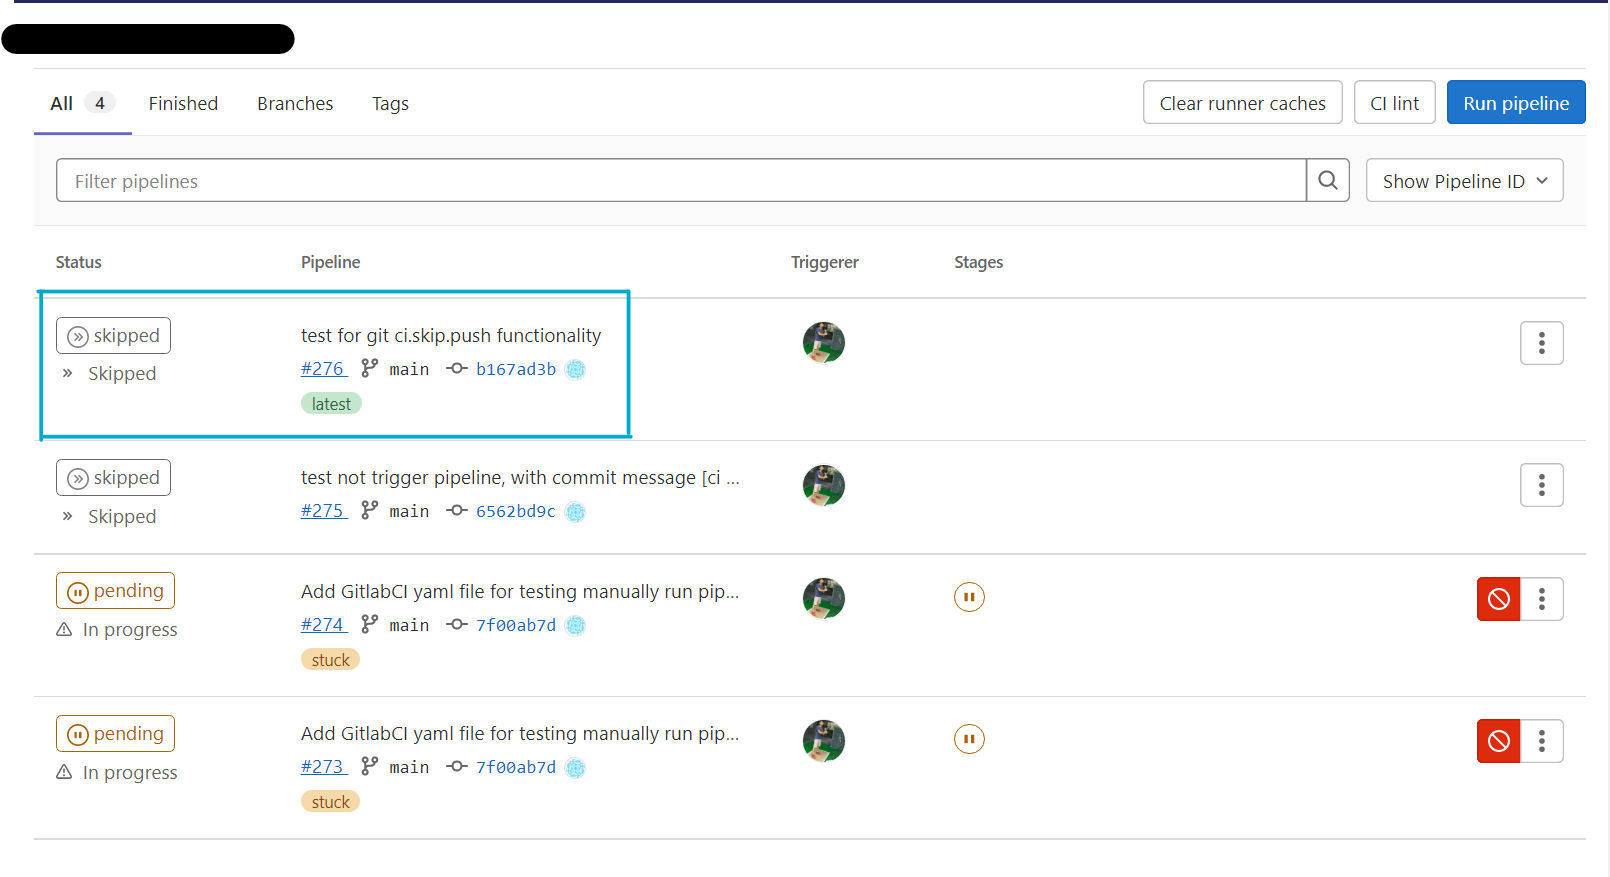 All 4 Finished Branches Tags Clear runner caches CI lint Run pipeline
Filter pipelines Show Pipeline ID
Status Pipeline Triggerer Stages
skipped test for git ci.skip.push functionality
Skipped #276 main b167ad3b
latest
skipped test not trigger pipeline, with commit message [ci ...
Skipped #275 main 6562bd9c
pending Add GitlabCI yaml file for testing manually run pip...
In progress #274 main 7f00ab7d
stuck
pending Add GitlabCI yaml file for testing manually run pip...
In progress #273 main 7f00ab7d
stuck